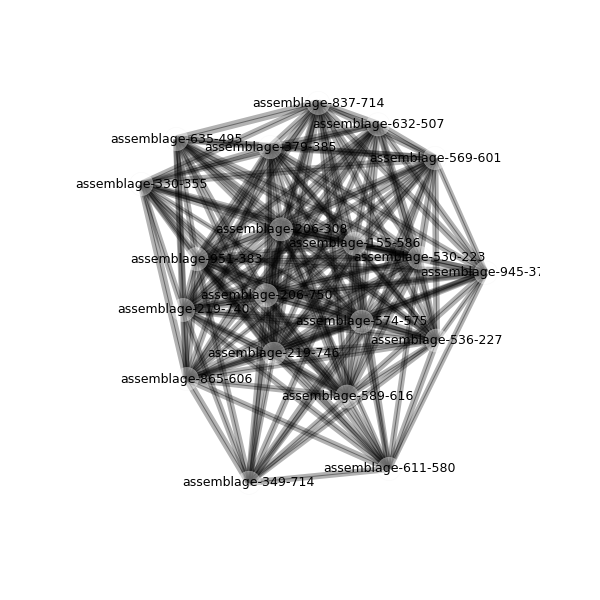 assemblage-837-714
assemblage-632-507
assemblage-635-495
assemblage-379-385
assemblage-569-601
assemblage-330-355
assemblage-206-308
assemblage-155-586
assemblage-530-223
assemblage-951-383
assemblage-945-37
assemblage-206-750
assemblage-219-740
assemblage-574-575
assemblage-536-227
assemblage-219-746
assemblage-865-606
assemblage-589-616
assemblage-611-580
assemblage-349-714